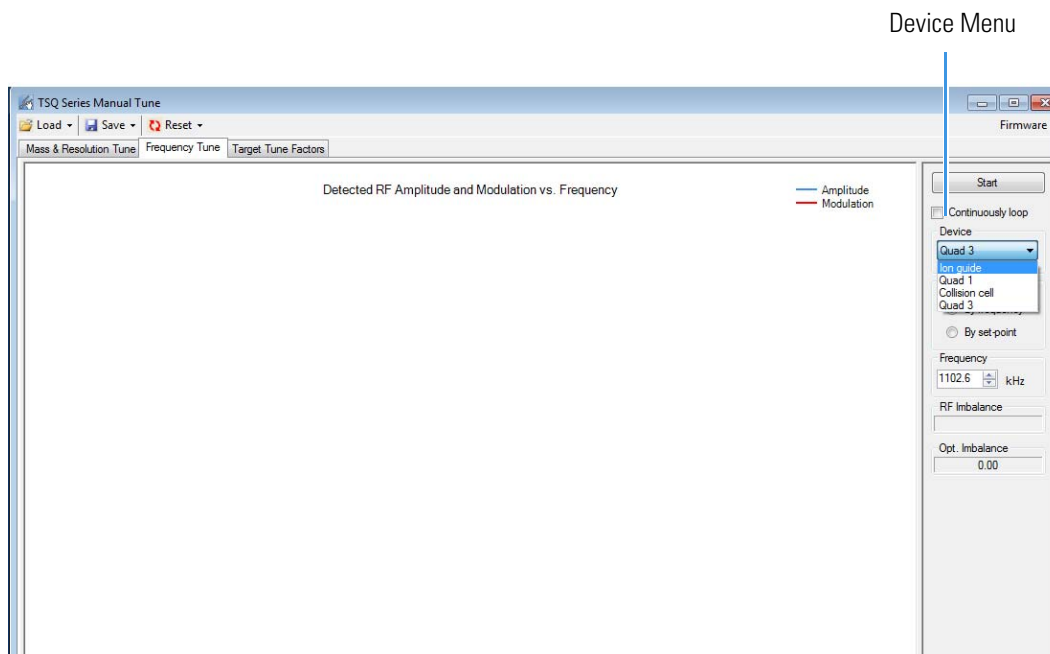 Device Menu
TSQ Series Manual Tune
Load Save Reset Firmware
Mass & Resolution Tune Frequency Tune Target Tune Factors
Detected RF Amplitude and Modulation vs. Frequency
Amplitude
Modulation
Start
Continuously loop
Device
Quad 3
Ion guide
Quad 1
Collision cell
Quad 3
By set-point
Frequency
1102.6 kHz
RF Imbalance
Opt. Imbalance
0.00